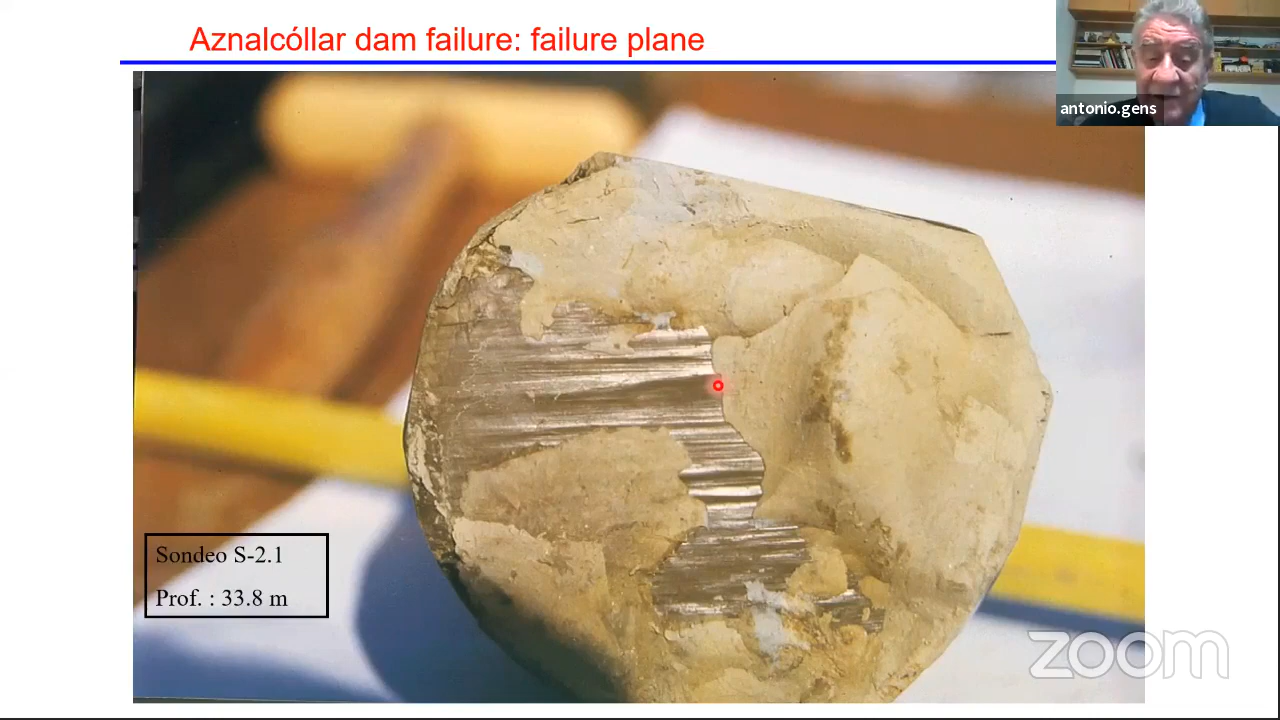 Aznalcóllar dam failure: failure plane
antonio.gens
Sondeo S-2.1
Prof. : 33.8 m
zoom